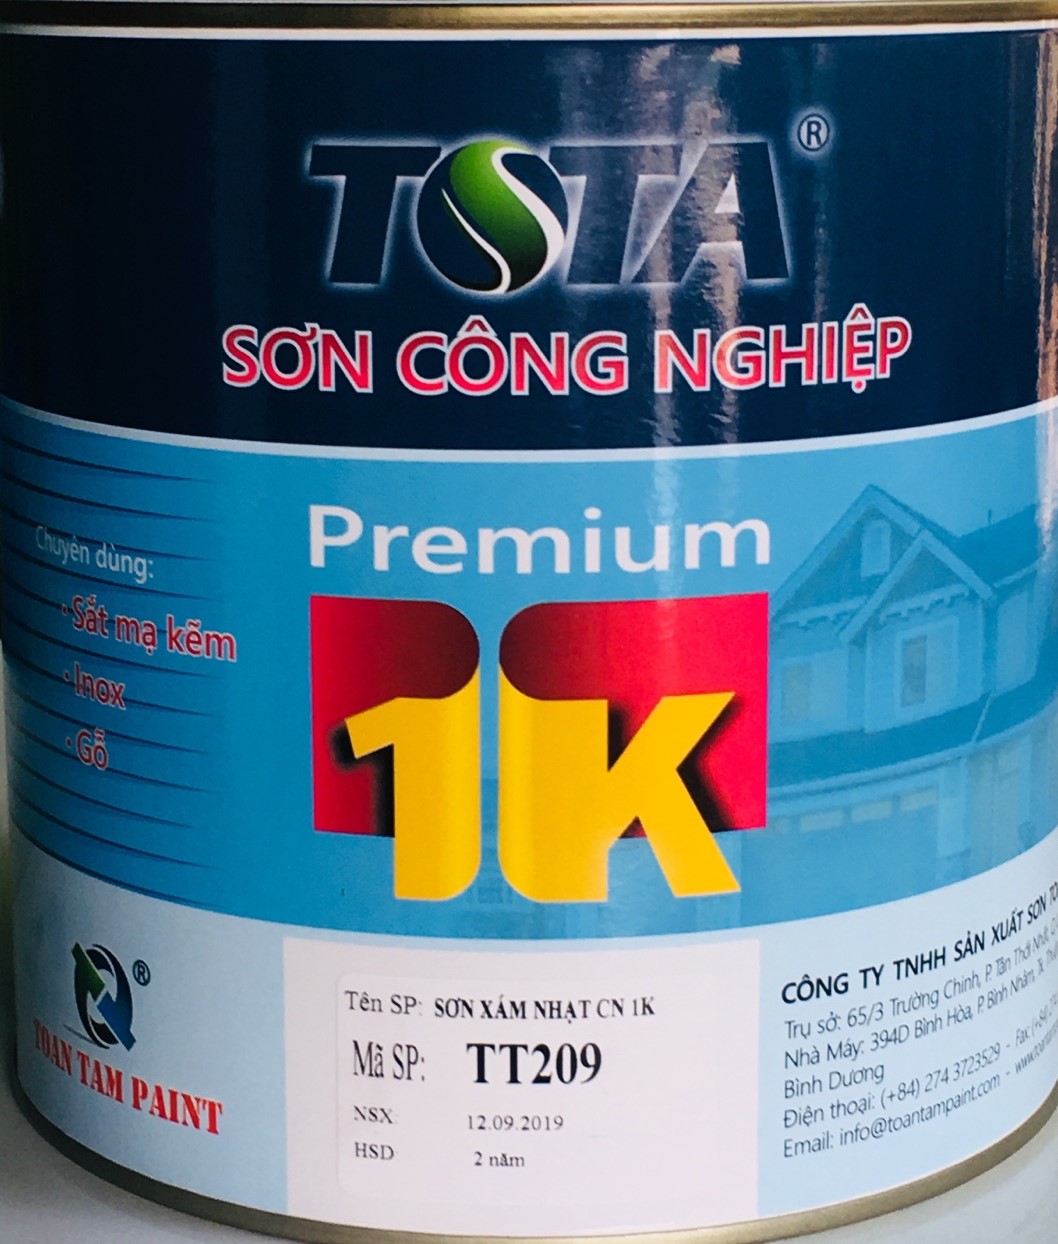 TOTA®
SƠN CÔNG NGHIỆP
Premium
1K
Chuyên dùng:
· Sắt mạ kẽm
· Inox
· Gỗ
®
TOAN TAM PAINT
Tên SP: SƠN XÁM NHẠT CN 1K
Mã SP: TT209
NSX: 12.09.2019
HSD 2 năm
CÔNG TY TNHH SẢN XUẤT SƠN
Trụ sở: 65/3 Trường Chinh, P. Tân Thới Nhất,
Nhà Máy: 394D Bình Hòa, P. Bình Nhâm, Tx.
Bình Dương
Điện thoại: (+84) 274 3723529 - Fax: (+84)
Email: info@toantampaint.com -